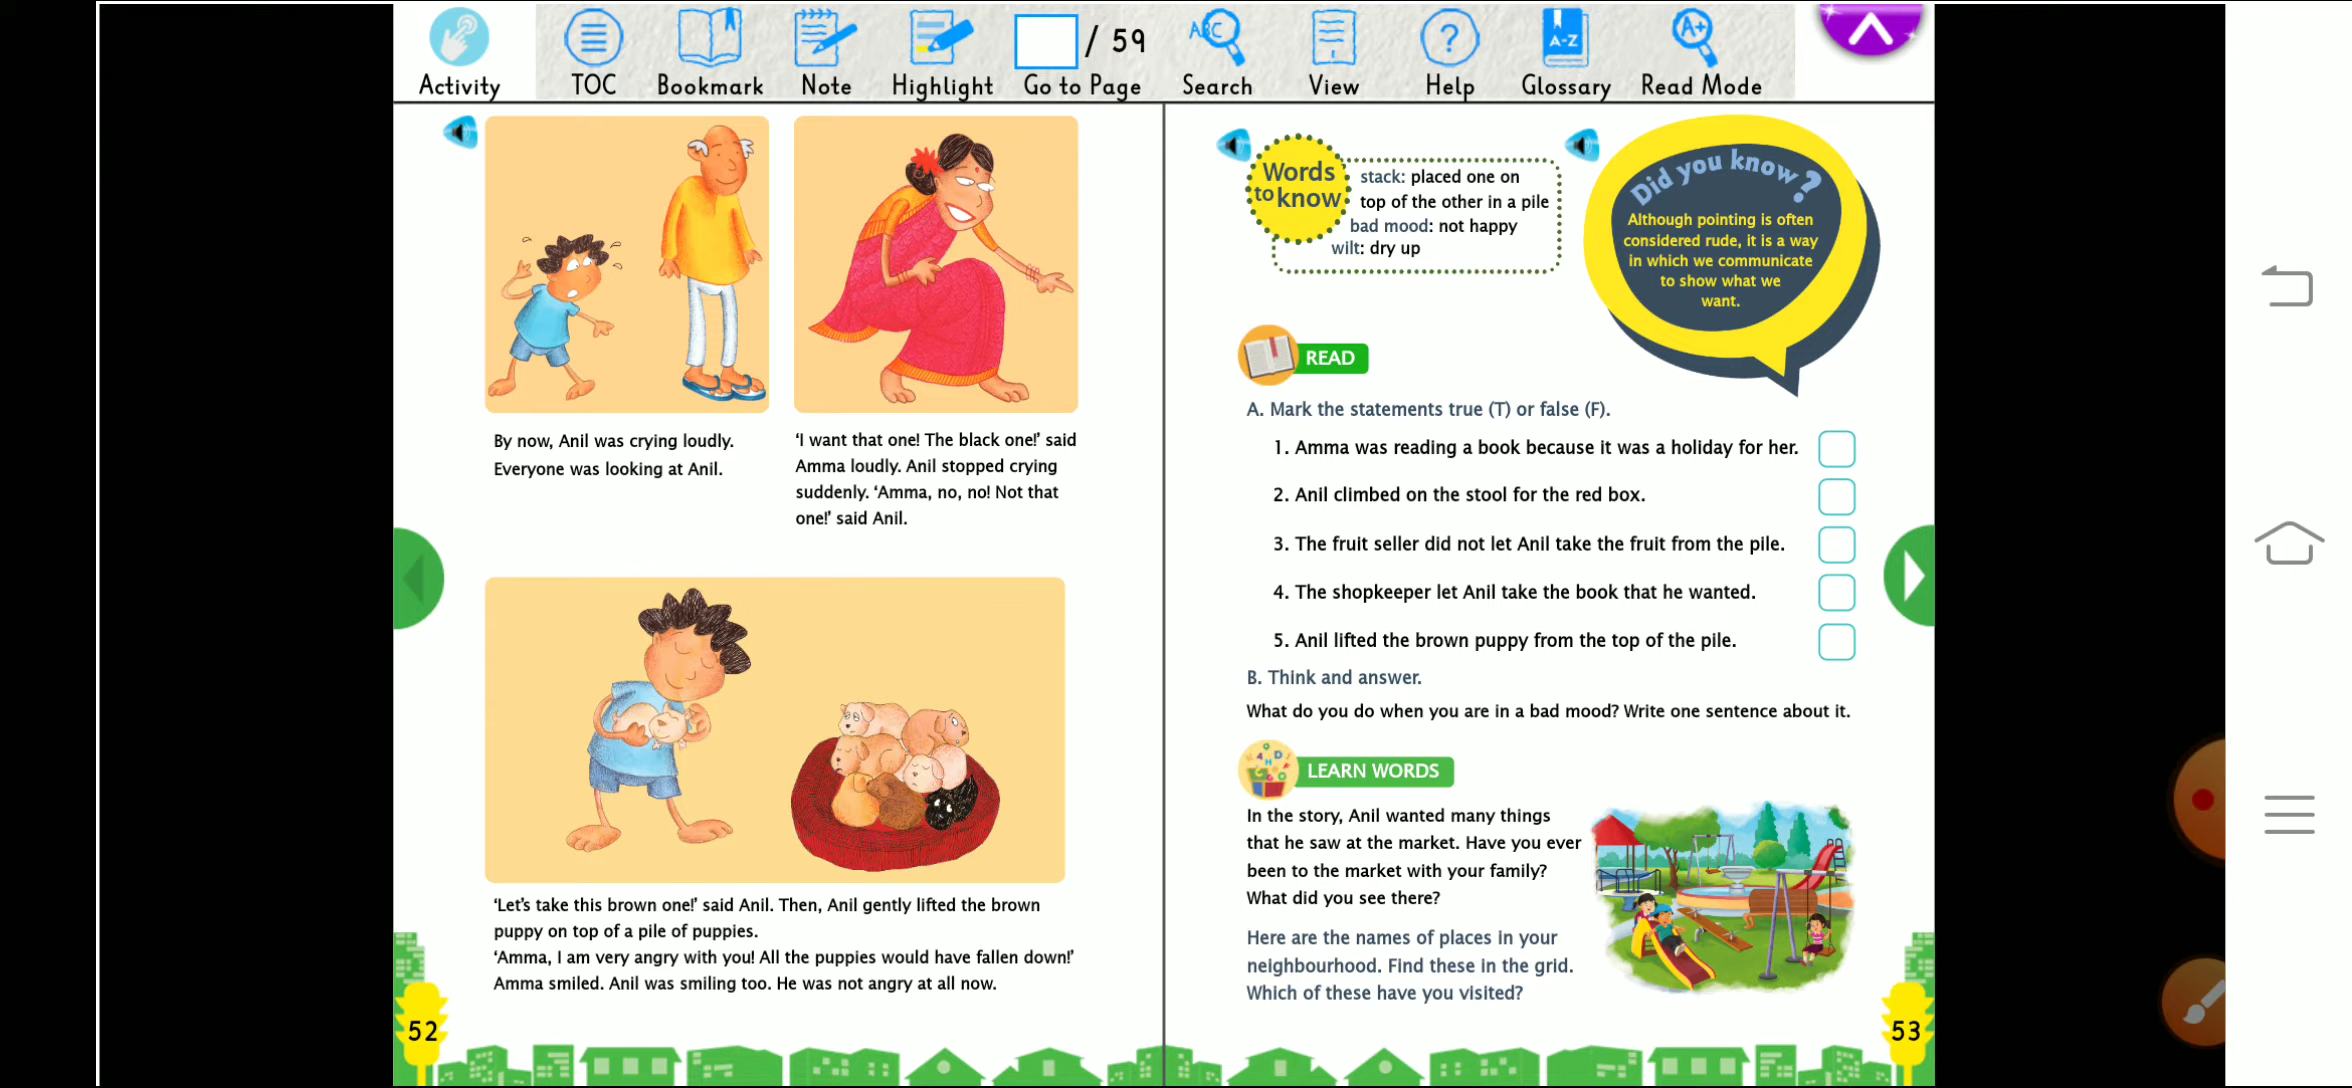 Activity
TOC
Bookmark
Note
Highlight
/ 59
Go to Page
ABC
Search
View
?
Help
A-Z
Glossary
A+
Read Mode
By now, Anil was crying loudly.
Everyone was looking at Anil.
‘I want that one! The black one!’ said
Amma loudly. Anil stopped crying
suddenly. ‘Amma, no, no! Not that
one!’ said Anil.
‘Let’s take this brown one!’ said Anil. Then, Anil gently lifted the brown
puppy on top of a pile of puppies.
‘Amma, I am very angry with you! All the puppies would have fallen down!’
Amma smiled. Anil was smiling too. He was not angry at all now.
52
Words
to know
stack: placed one on
top of the other in a pile
bad mood: not happy
wilt: dry up
Did you know?
Although pointing is often
considered rude, it is a way
in which we communicate
to show what we
want.
READ
A. Mark the statements true (T) or false (F).
1. Amma was reading a book because it was a holiday for her.
2. Anil climbed on the stool for the red box.
3. The fruit seller did not let Anil take the fruit from the pile.
4. The shopkeeper let Anil take the book that he wanted.
5. Anil lifted the brown puppy from the top of the pile.
B. Think and answer.
What do you do when you are in a bad mood? Write one sentence about it.
LEARN WORDS
In the story, Anil wanted many things
that he saw at the market. Have you ever
been to the market with your family?
What did you see there?
Here are the names of places in your
neighbourhood. Find these in the grid.
Which of these have you visited?
53